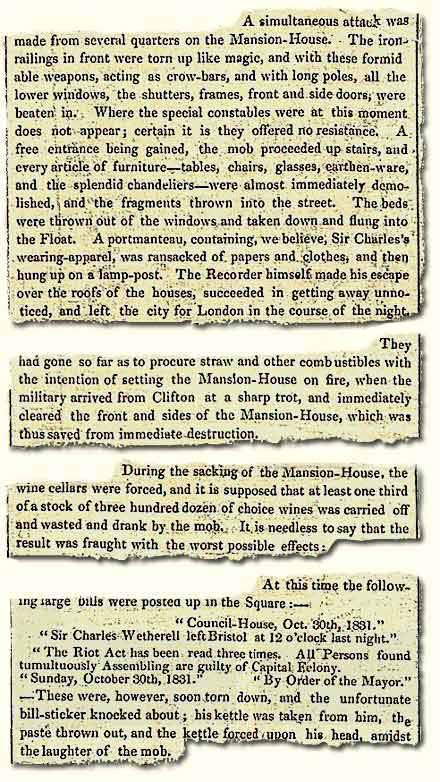 A simultaneous attack was
made from several quarters on the Mansion-House. The iron-
railings in front were torn up like magic, and with these formid
able weapons, acting as crow-bars, and with long poles, all the
lower windows, the shutters, frames, front and side doors, were
beaten in. Where the special constables were at this moment
does not appear; certain it is they offered no resistance. A
free entrance being gained, the mob proceeded up stairs, and
every article of furniture—tables, chairs, glasses, earthen-ware,
and the splendid chandeliers—were almost immediately demo-
lished, and the fragments thrown into the street. The beds
were thrown out of the windows and taken down and flung into
the Float. A portmanteau, containing, we believe, Sir Charles's
wearing-apparel, was ransacked of papers and clothes, and then
hung up on a lamp-post. The Recorder himself made his escape
over the roofs of the houses, succeeded in getting away unno-
ticed, and left the city for London in the course of the night
They
had gone so far as to procure straw and other combustibles with
the intention of setting the Mansion-House on fire, when the
military arrived from Clifton at a sharp trot, and immediately
cleared the front and sides of the Mansion-House, which was
thus saved from immediate destruction.
During the sacking of the Mansion-House, the
wine cellars were forced, and it is supposed that at least one third
of a stock of three hundred dozen of choice wines was carried off
and wasted and drank by the mob. It is needless to say that the
result was fraught with the worst possible effects:
At this time the follow-
ing large bills were posted up in the Square :—
"Council-House, Oct. 30th, 1831."
"Sir Charles Wetherell left Bristol at 12 o'clock last night."
"The Riot Act has been read three times. All Persons found
tumultuously Assembling are guilty of Capital Felony.
"Sunday, October 30th, 1831." "By Order of the Mayor."
—These were, however, soon torn down, and the unfortunate
bill-sticker knocked about; his kettle was taken from him, the
paste thrown out, and the kettle forced upon his head, amidst
the laughter of the mob.